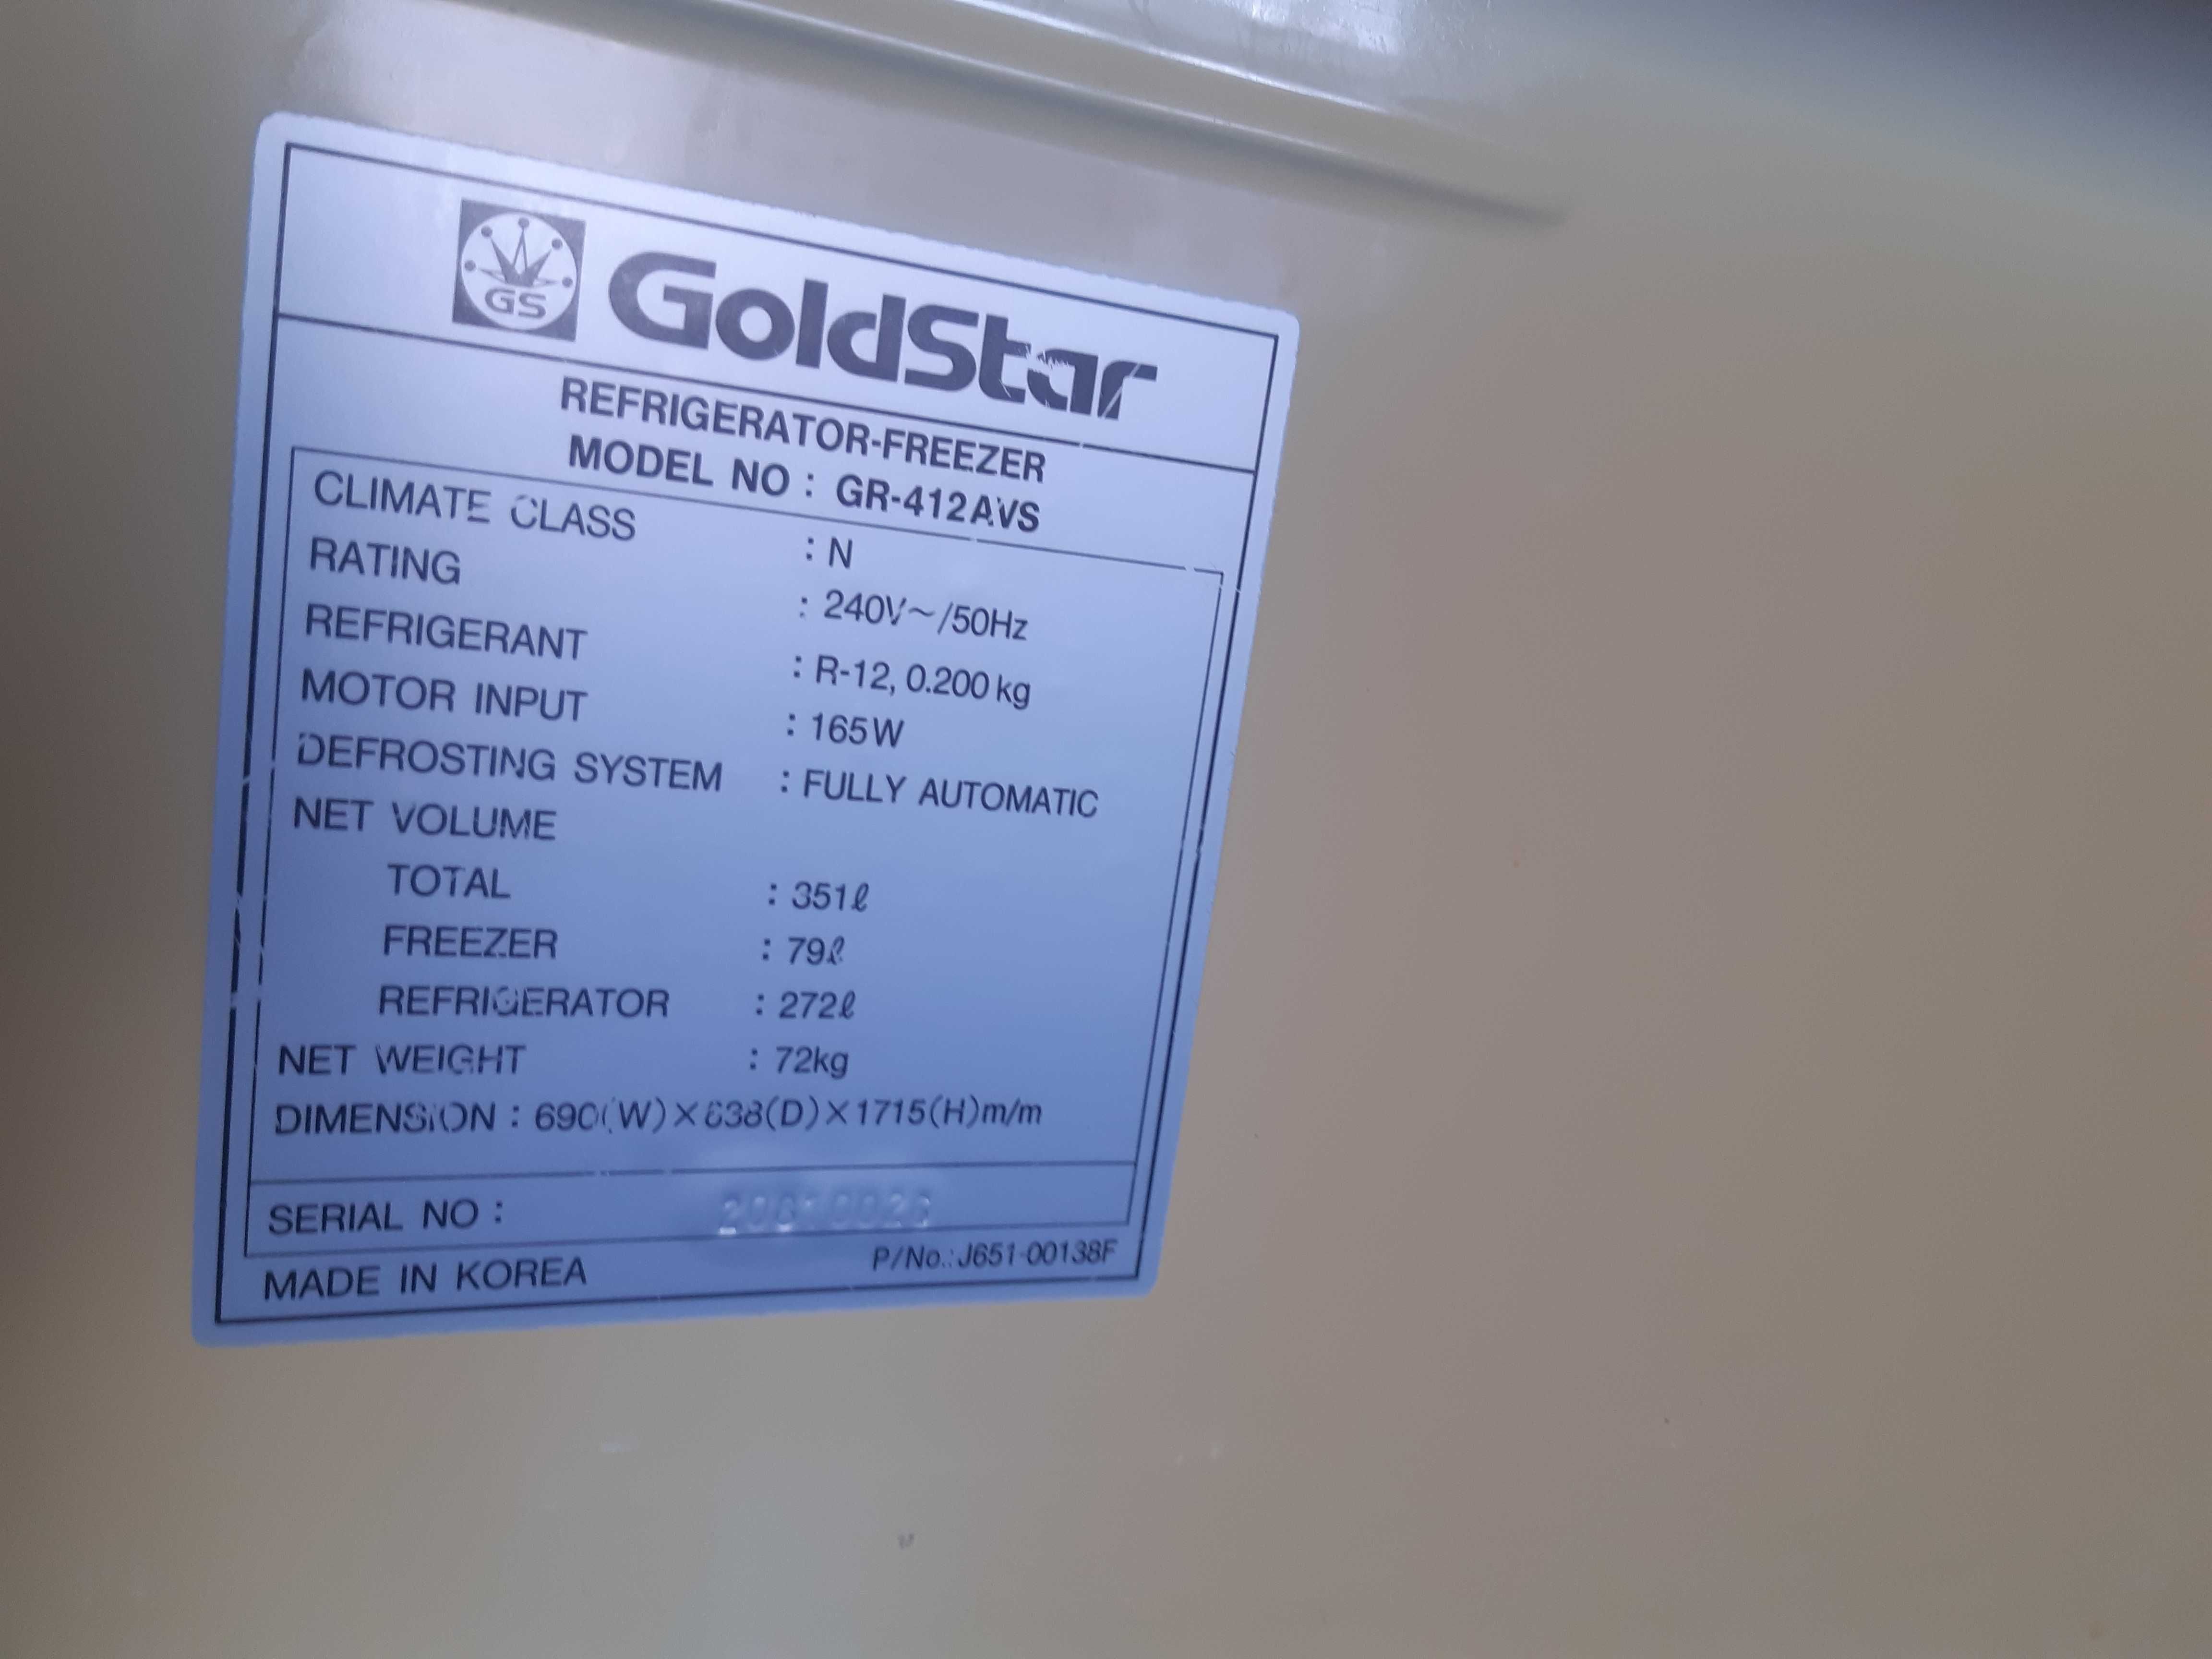 GS GoldStar
REFRIGERATOR-FREEZER
MODEL NO : GR-412AVS
CLIMATE CLASS : N
RATING : 240V~/50Hz
REFRIGERANT : R-12, 0.200 kg
MOTOR INPUT : 165W
DEFROSTING SYSTEM : FULLY AUTOMATIC
NET VOLUME
TOTAL : 351ℓ
FREEZER : 79ℓ
REFRIGERATOR : 272ℓ
NET WEIGHT : 72kg
DIMENSION : 690(W)×638(D)×1715(H)m/m
SERIAL NO :
MADE IN KOREA P/No.: J651-00138F